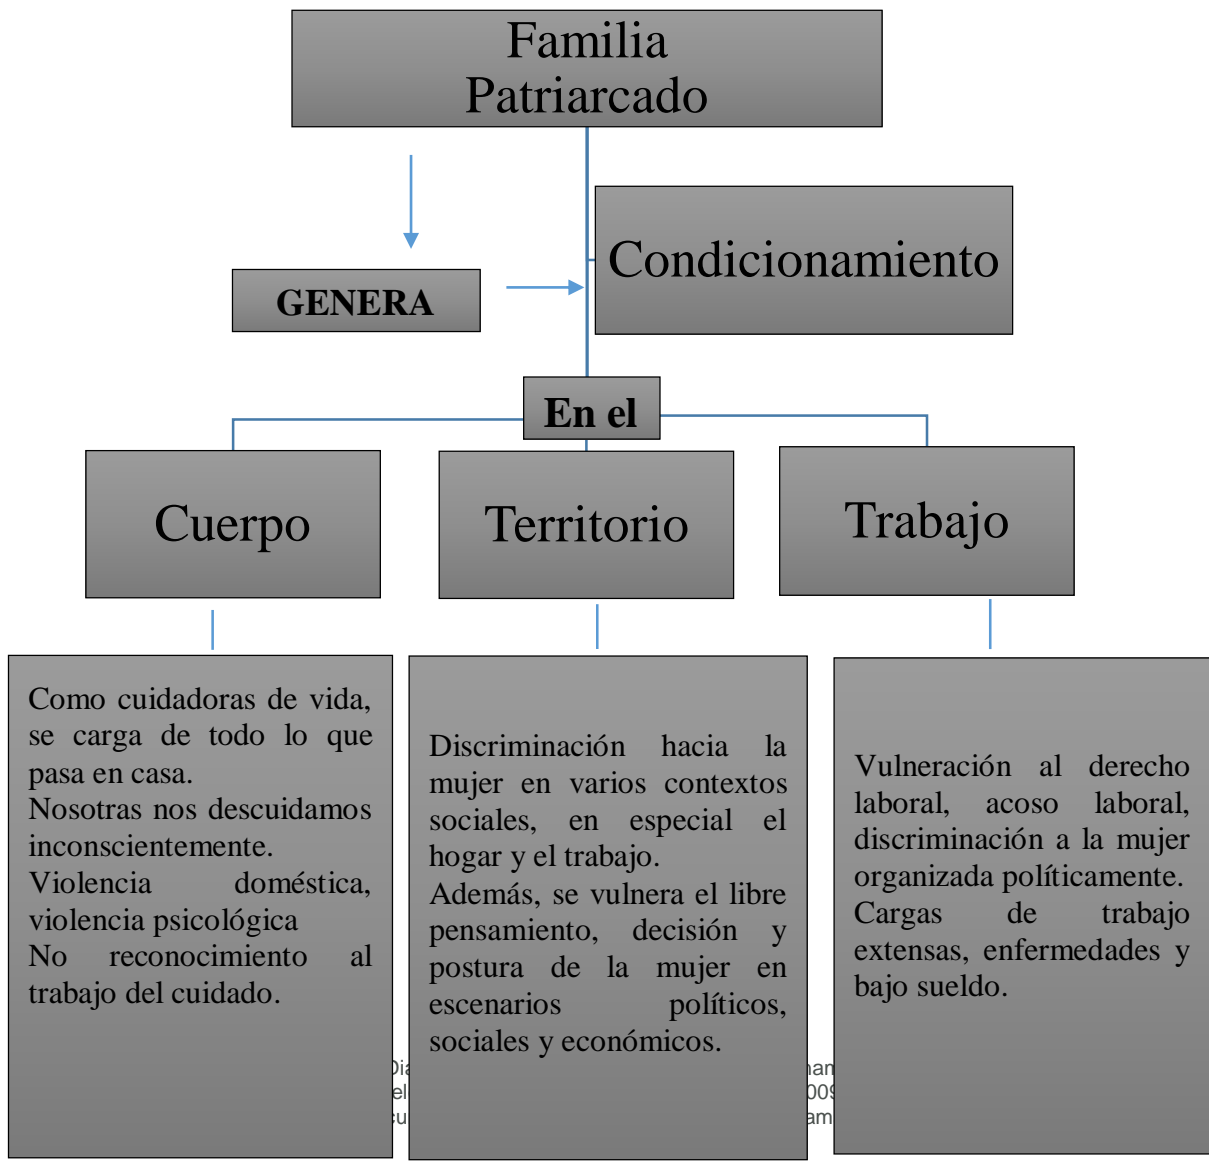 Familia
Patriarcado
Condicionamiento
GENERA
En el
Cuerpo
Territorio
Trabajo
Como cuidadoras de vida,
se carga de todo lo que
pasa en casa.
Nosotras nos descuidamos
inconscientemente.
Violencia doméstica,
violencia psicológica
No reconocimiento al
trabajo del cuidado.
Discriminación hacia la
mujer en varios contextos
sociales, en especial el
hogar y el trabajo.
Además, se vulnera el libre
pensamiento, decisión y
postura de la mujer en
escenarios políticos,
sociales y económicos.
Vulneración al derecho
laboral, acoso laboral,
discriminación a la mujer
organizada políticamente.
Cargas de trabajo
extensas, enfermedades y
bajo sueldo.